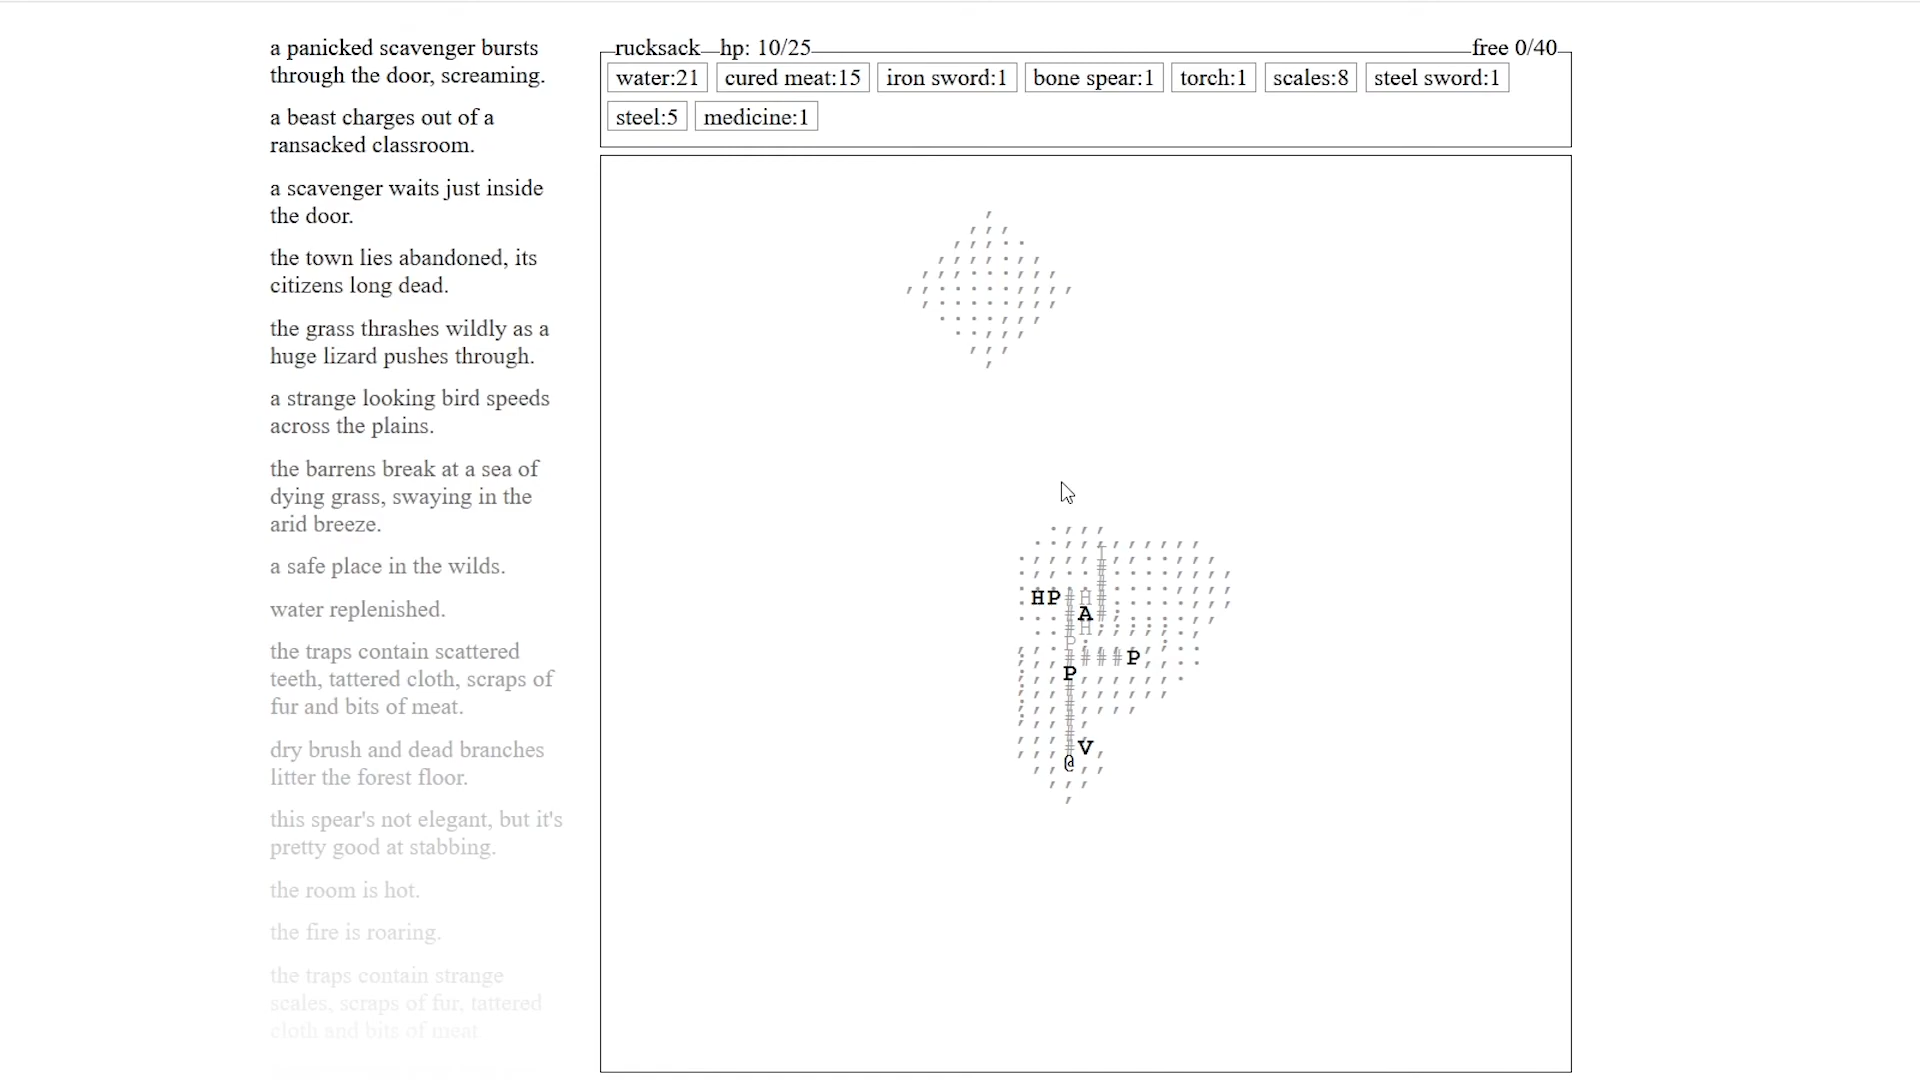 a panicked scavenger bursts
through the door, screaming.
a beast charges out of a
ransacked classroom.
a scavenger waits just inside
the door.
the town lies abandoned, its
citizens long dead.
the grass thrashes wildly as a
huge lizard pushes through.
a strange looking bird speeds
across the plains.
the barrens break at a sea of
dying grass, swaying in the
arid breeze.
a safe place in the wilds.
water replenished.
the traps contain scattered
teeth, tattered cloth, scraps of
fur and bits of meat.
dry brush and dead branches
litter the forest floor.
this spear's not elegant, but it's
pretty good at stabbing.
the room is hot.
the fire is roaring.
the traps contain strange
scales, scraps of fur, tattered
cloth and bits of meat
rucksack hp: 10/25 free 0/40
water:21 cured meat:15 iron sword:1 bone spear:1 torch:1 scales:8 steel sword:1
steel:5 medicine:1
HP # H #
# A #
# H
P
# # # # P
P
# V
@